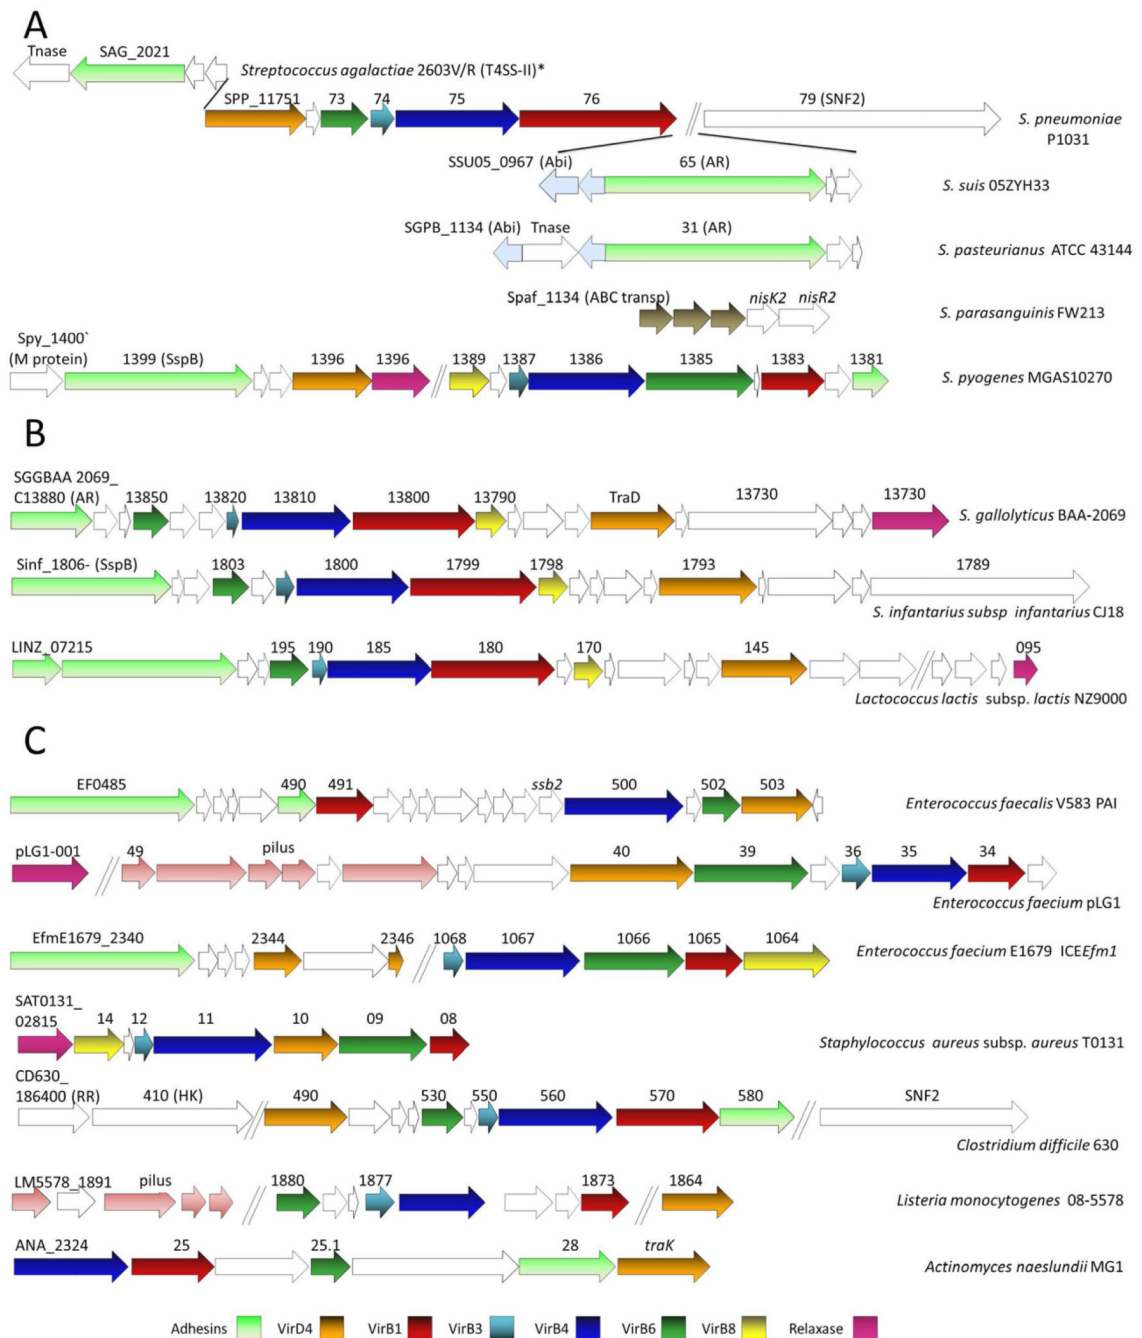 A
Tnase SAG_2021
Streptococcus agalactiae 2603V/R (T4SS-II)*
SPP_11751 73 74 75 76 79 (SNF2)
S. pneumoniae
P1031
SSU05_0967 (Abi) 65 (AR)
S. suis 05ZYH33
SGPB_1134 (Abi) Tnase 31 (AR)
S. pasteurianus ATCC 43144
Spaf_1134 (ABC transp) nisK2 nisR2
S. parasanguinis FW213
Spy_1400`
(M protein) 1399 (SspB) 1396 1396 1389 1387 1386 1385 1383 1381
S. pyogenes MGAS10270
B
SGGBAA 2069_
C13880 (AR) 13850 13820 13810 13800 13790 TraD 13730 13730
S. gallolyticus BAA-2069
Sinf_1806- (SspB) 1803 1800 1799 1798 1793 1789
S. infantarius subsp infantarius CJ18
LINZ_07215 195 190 185 180 170 145 095
Lactococcus lactis subsp. lactis NZ9000
C
EF0485 490 491 ssb2 500 502 503
Enterococcus faecalis V583 PAI
pLG1-001 49 pilus 40 39 36 35 34
Enterococcus faecium pLG1
EfmE1679_2340 2344 2346 1068 1067 1066 1065 1064
Enterococcus faecium E1679 ICEEfm1
SAT0131_
02815 14 12 11 10 09 08
Staphylococcus aureus subsp. aureus T0131
CD630_
186400 (RR) 410 (HK) 490 530 550 560 570 580 SNF2
Clostridium difficile 630
LM5578_1891 pilus 1880 1877 1873 1864
Listeria monocytogenes 08-5578
ANA_2324 25 25.1 28 traK
Actinomyces naeslundii MG1
Adhesins VirD4 VirB1 VirB3 VirB4 VirB6 VirB8 Relaxase